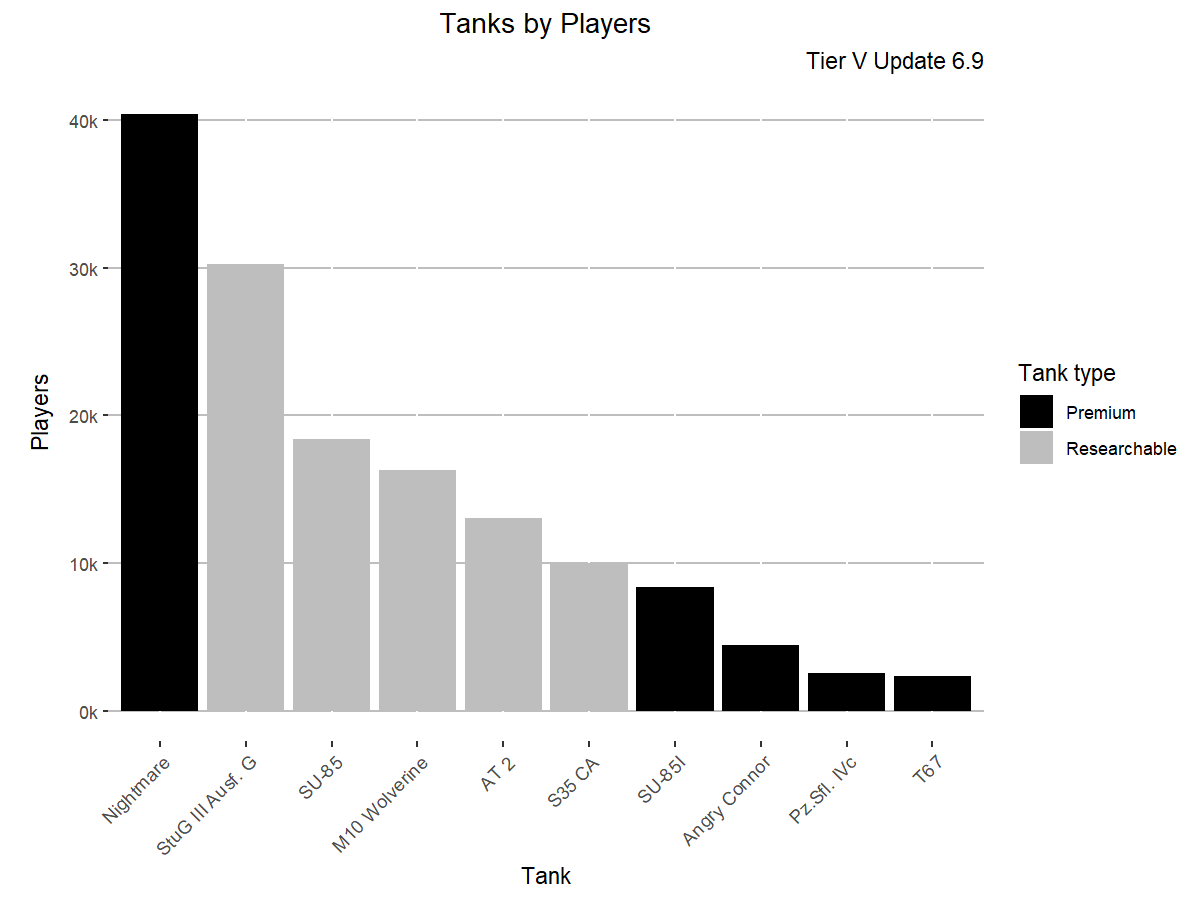 Tanks by Players
Tier V Update 6.9
Players
40k
30k
20k
10k
0k
Nightmare
StuG III Ausf. G
SU-85
M10 Wolverine
AT 2
S35 CA
SU-85I
Angry Connor
Pz.Sfl. IVc
T67
Tank
Tank type
Premium
Researchable